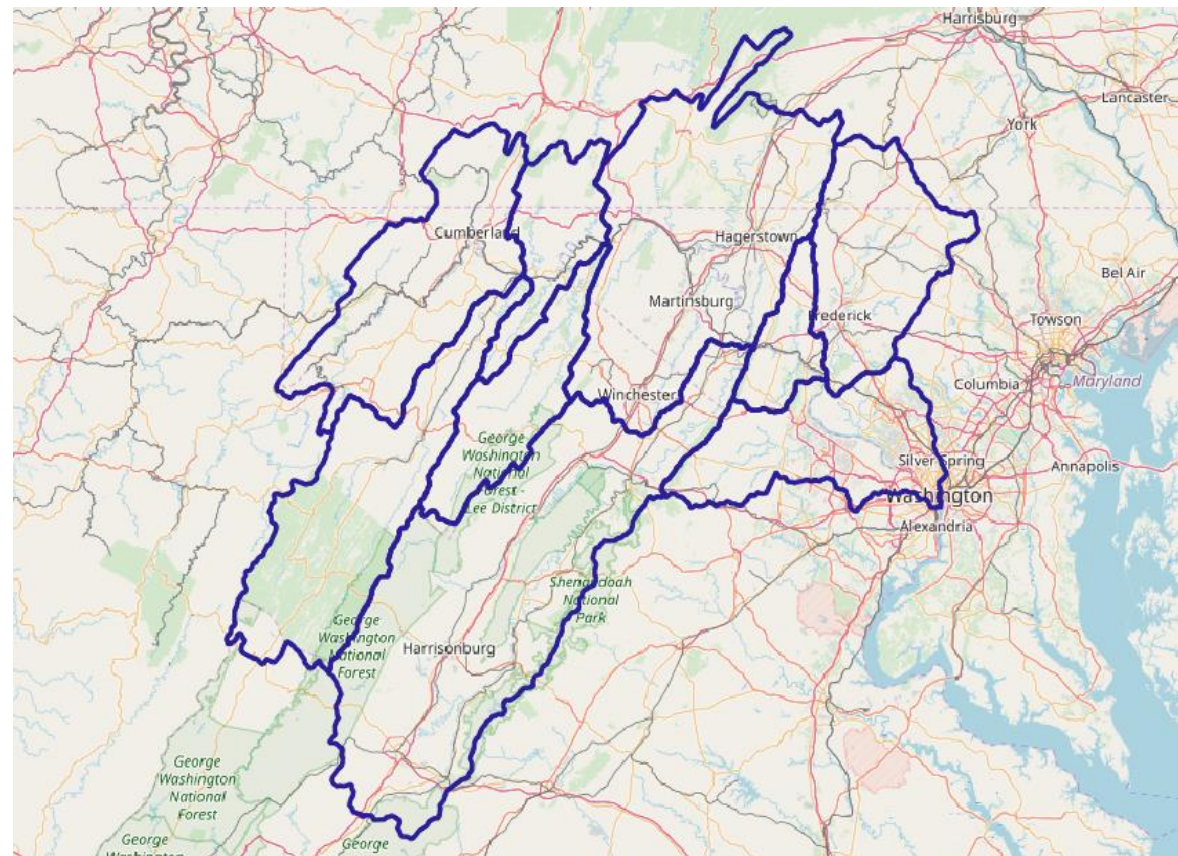 Harrisburg
Lancaster
York
Cumberland
Hagerstown
Bel Air
Martinsburg
Frederick
Towson
Columbia
Maryland
Winchester
George
Washington
National
Forest -
Lee District
Silver Spring
Annapolis
Washington
Alexandria
Shenandoah
National
Park
George
Washington
National
Forest
Harrisonburg
George
Washington
National
Forest
George
Washington
George